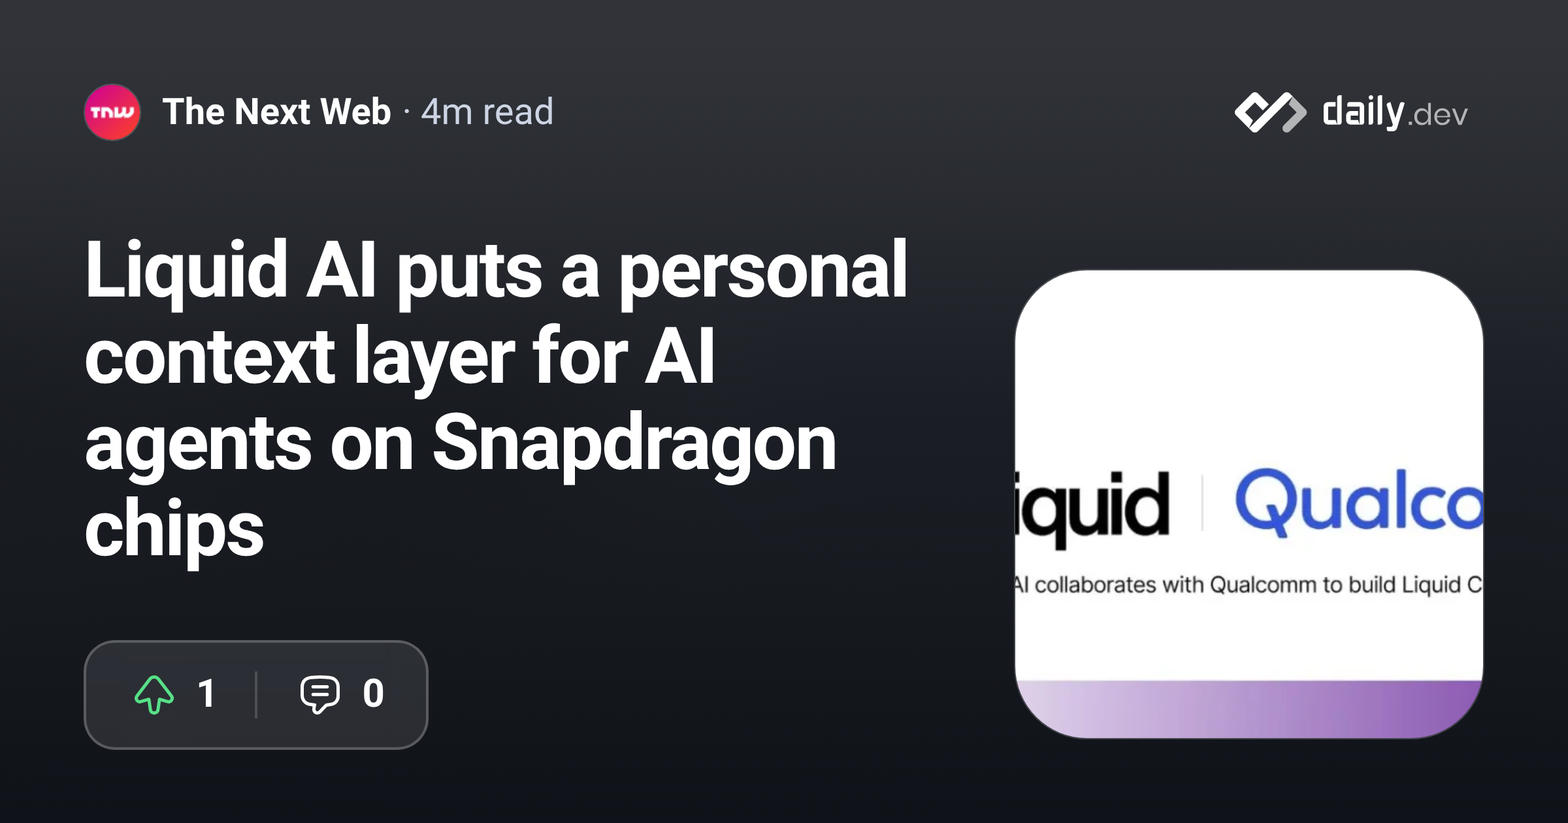 TNW
The Next Web · 4m read
daily.dev
Liquid AI puts a personal
context layer for AI
agents on Snapdragon
chips
iquid | Qualco
AI collaborates with Qualcomm to build Liquid C
1 | 0